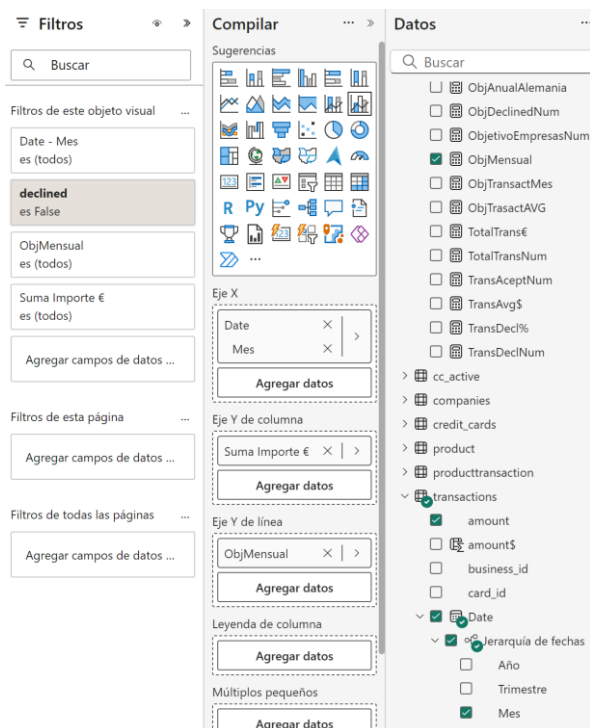 Filtros
Buscar
Filtros de este objeto visual ...
Date - Mes
es (todos)
declined
es False
ObjMensual
es (todos)
Suma Importe €
es (todos)
Agregar campos de datos ...
Filtros de esta página ...
Agregar campos de datos ...
Filtros de todas las páginas ...
Agregar campos de datos ...
Compilar ...
Sugerencias
123
R Py
123
...
Eje X
Date
Mes
Agregar datos
Eje Y de columna
Suma Importe €
Agregar datos
Eje Y de línea
ObjMensual
Agregar datos
Leyenda de columna
Agregar datos
Múltiplos pequeños
Agregar datos
Datos ...
Buscar
ObjAnualAlemania
ObjDeclinedNum
ObjetivoEmpresasNum
ObjMensual
ObjTransactMes
ObjTrasactAVG
TotalTrans€
TotalTransNum
TransAceptNum
TransAvg$
TransDecl%
TransDeclNum
cc_active
companies
credit_cards
product
producttransaction
transactions
amount
amount$
business_id
card_id
Date
Jerarquía de fechas
Año
Trimestre
Mes